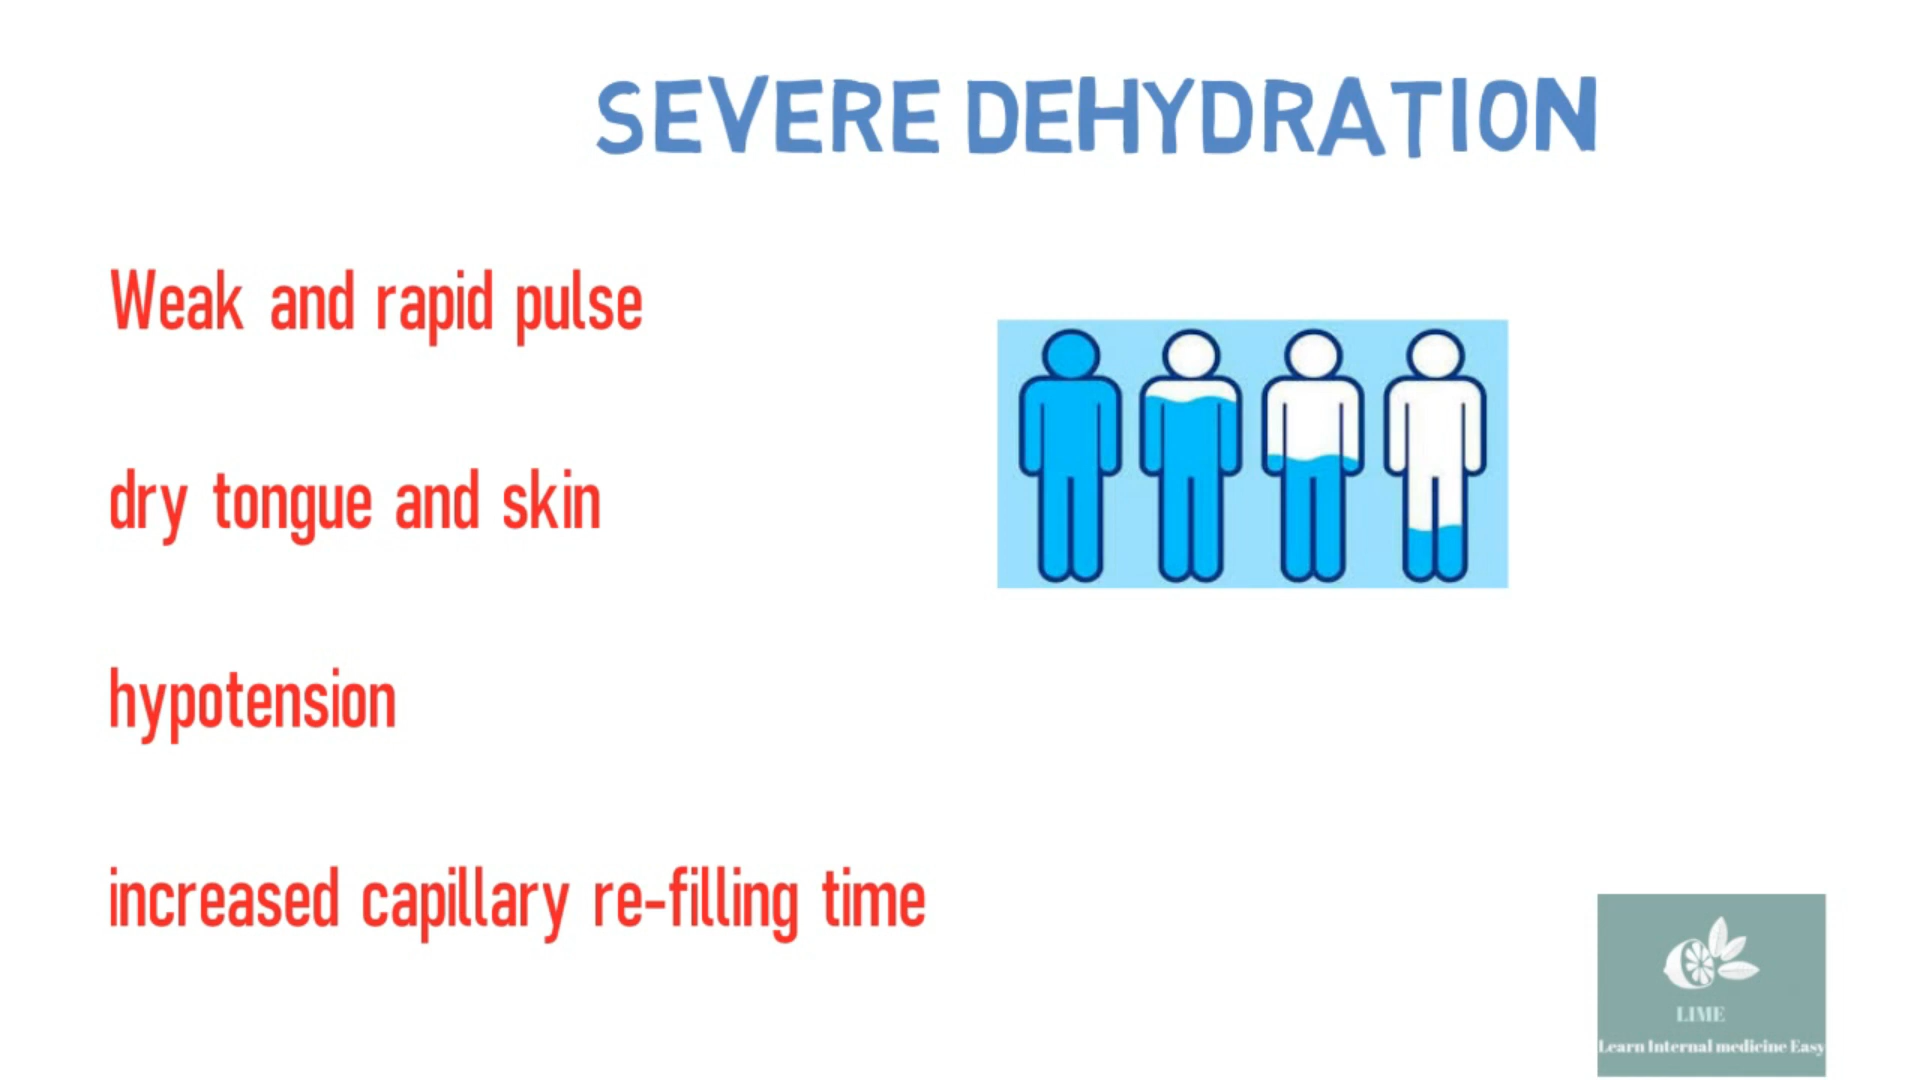 SEVERE DEHYDRATION
Weak and rapid pulse
dry tongue and skin
hypotension
increased capillary re-filling time
LIME
Learn Internal medicine Easy